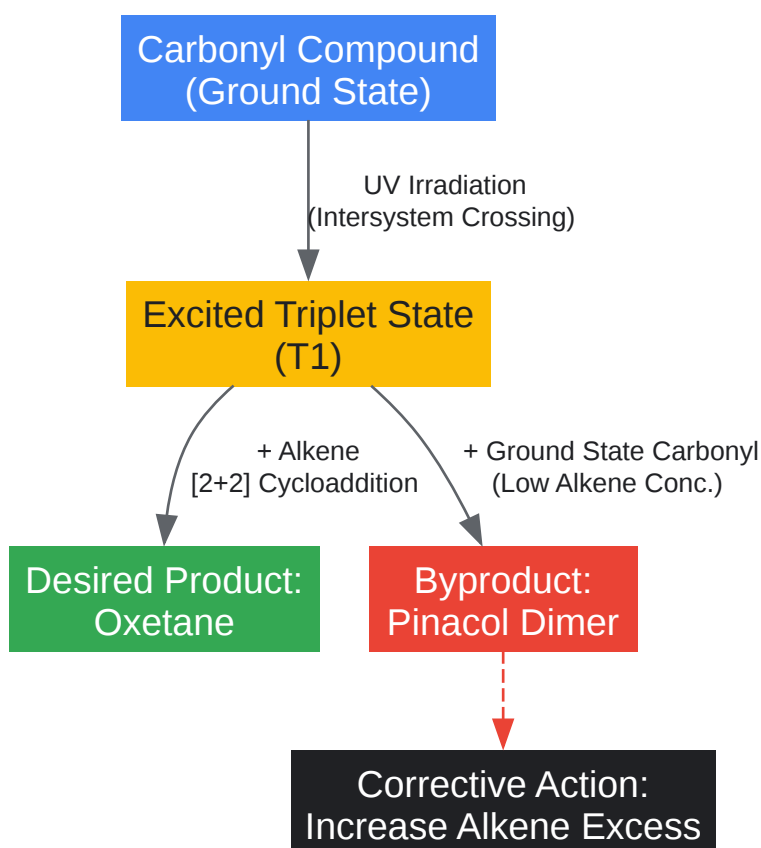 Carbonyl Compound
(Ground State)
UV Irradiation
(Intersystem Crossing)
Excited Triplet State
(T1)
+ Alkene
[2+2] Cycloaddition
+ Ground State Carbonyl
(Low Alkene Conc.)
Desired Product:
Oxetane
Byproduct:
Pinacol Dimer
Corrective Action:
Increase Alkene Excess